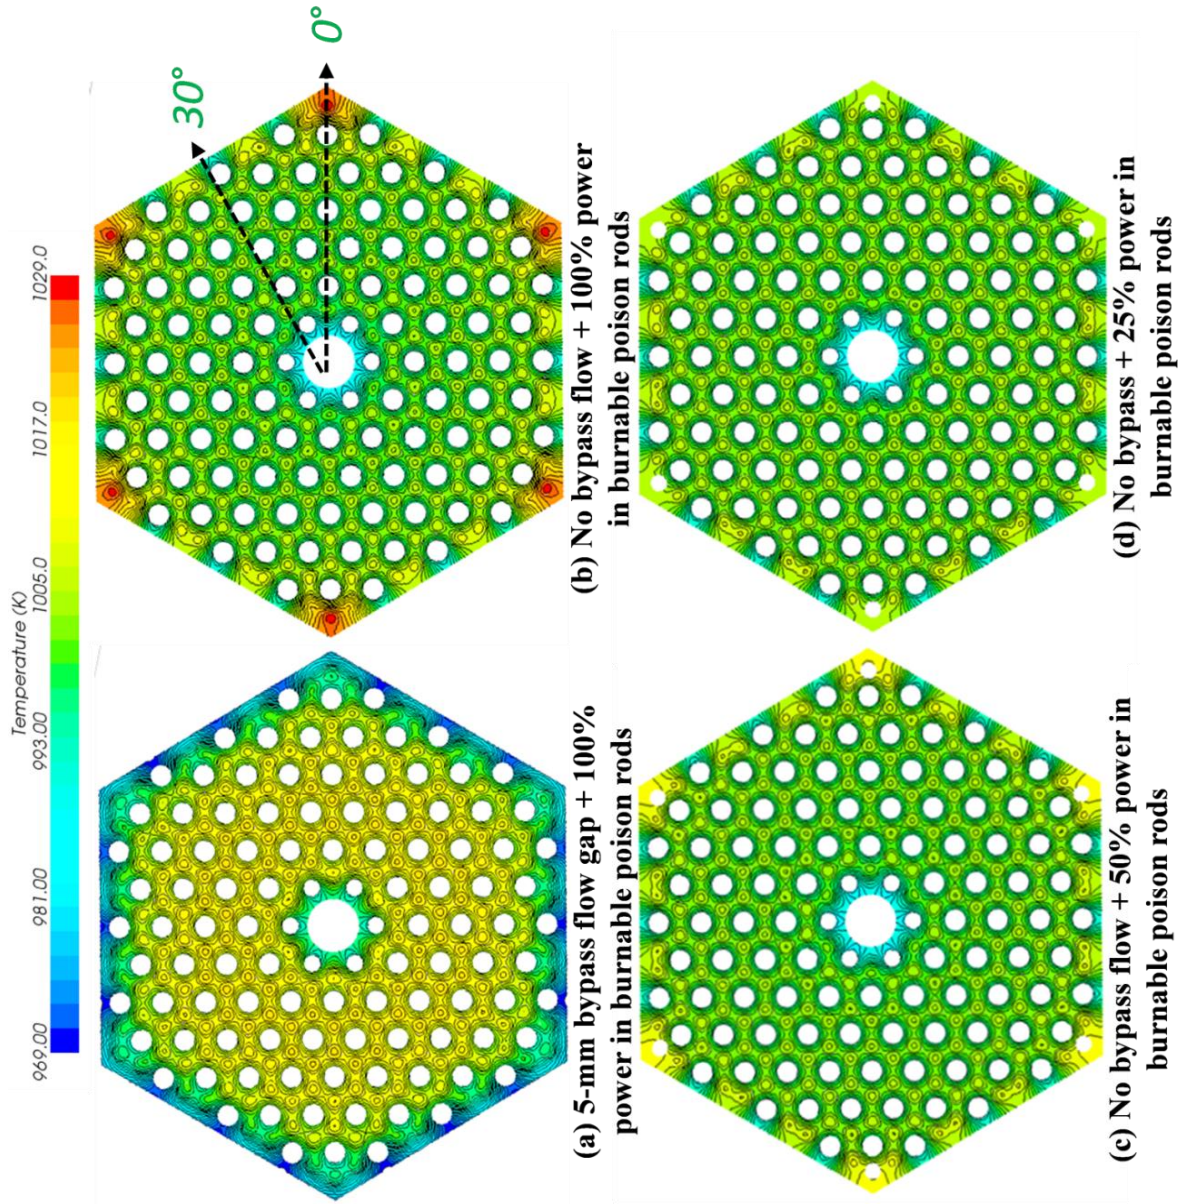 Temperature (K)
969.00
981.00
993.00
1005.0
1017.0
1029.0
30°
0°
(a) 5-mm bypass flow gap + 100%
power in burnable poison rods
(b) No bypass flow + 100% power
in burnable poison rods
(c) No bypass flow + 50% power in
burnable poison rods
(d) No bypass + 25% power in
burnable poison rods